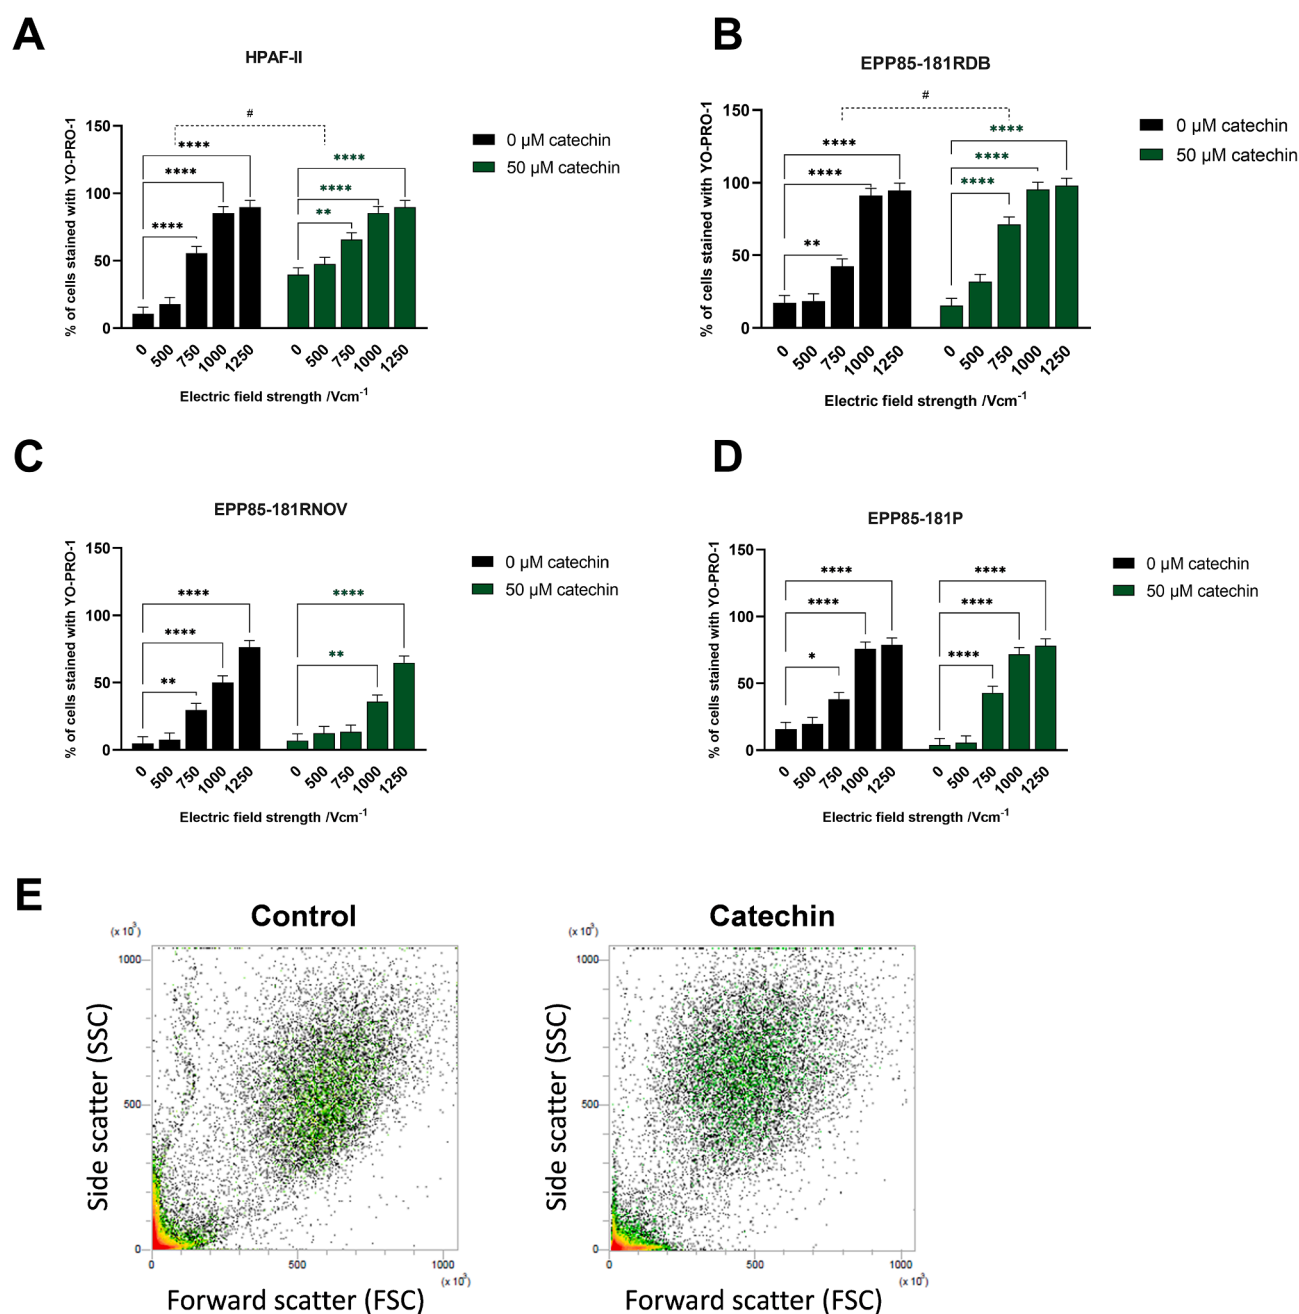 A
HPAF-II
% of cells stained with YO-PRO-1
150
100
50
0
#
**** 
****
****
****
****
**
0 500 750 1000 1250 0 500 750 1000 1250
Electric field strength /Vcm-1
0 µM catechin
50 µM catechin
B
EPP85-181RDB
% of cells stained with YO-PRO-1
150
100
50
0
#
****
****
**
****
****
****
0 500 750 1000 1250 0 500 750 1000 1250
Electric field strength /Vcm-1
0 µM catechin
50 µM catechin
C
EPP85-181RNOV
% of cells stained with YO-PRO-1
150
100
50
0
****
****
**
****
**
0 500 750 1000 1250 0 500 750 1000 1250
Electric field strength /Vcm-1
0 µM catechin
50 µM catechin
D
EPP85-181P
% of cells stained with YO-PRO-1
150
100
50
0
****
****
*
****
****
****
0 500 750 1000 1250 0 500 750 1000 1250
Electric field strength /Vcm-1
0 µM catechin
50 µM catechin
E
Control
(x 10³)
1000
500
0
Side scatter (SSC)
0 500 1000
(x 10³)
Forward scatter (FSC)
Catechin
(x 10³)
1000
500
0
Side scatter (SSC)
0 500 1000
(x 10³)
Forward scatter (FSC)